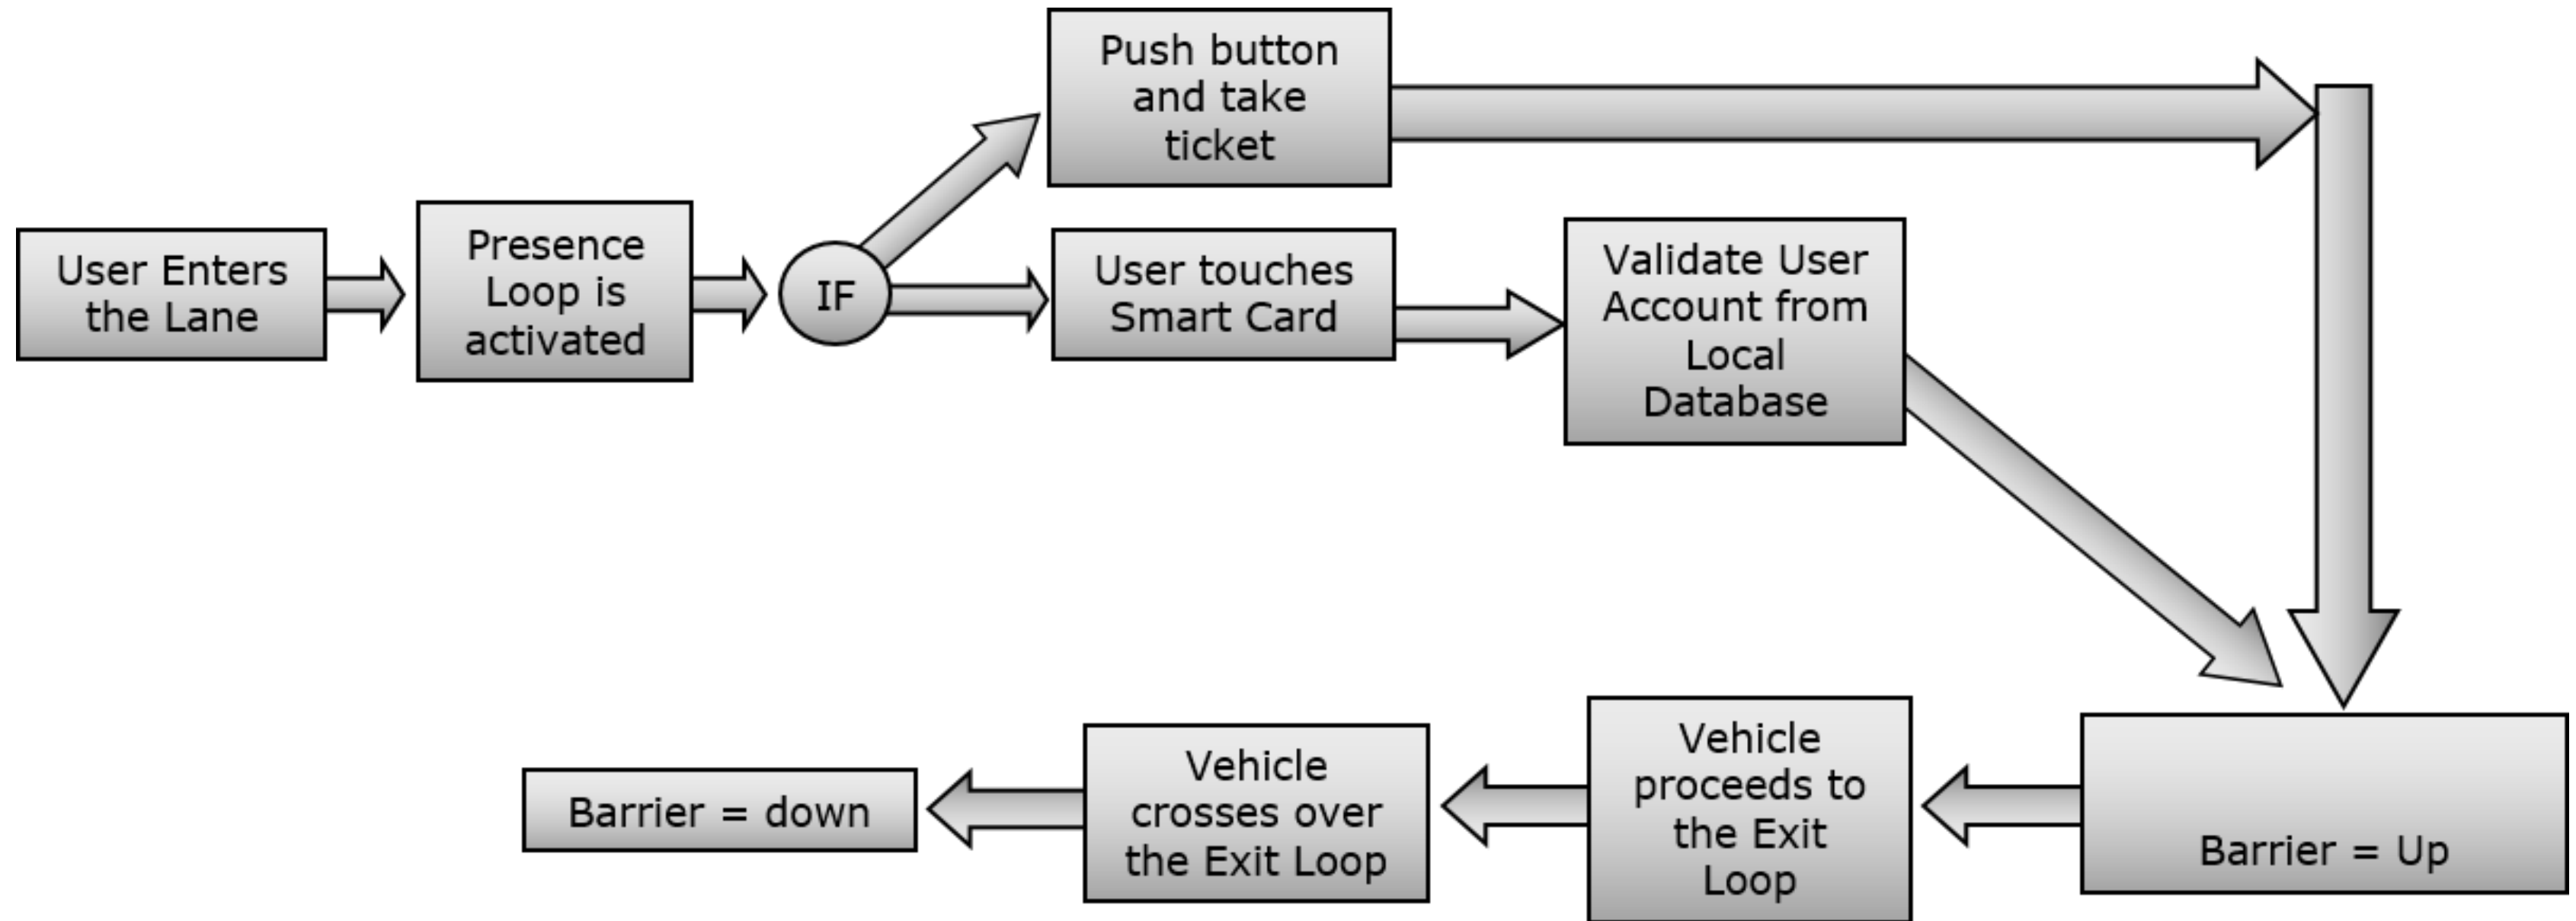 Push button
and take
ticket
User Enters
the Lane
Presence
Loop is
activated
IF
User touches
Smart Card
Validate User
Account from
Local
Database
Barrier = down
Vehicle
crosses over
the Exit Loop
Vehicle
proceeds to
the Exit
Loop
Barrier = Up